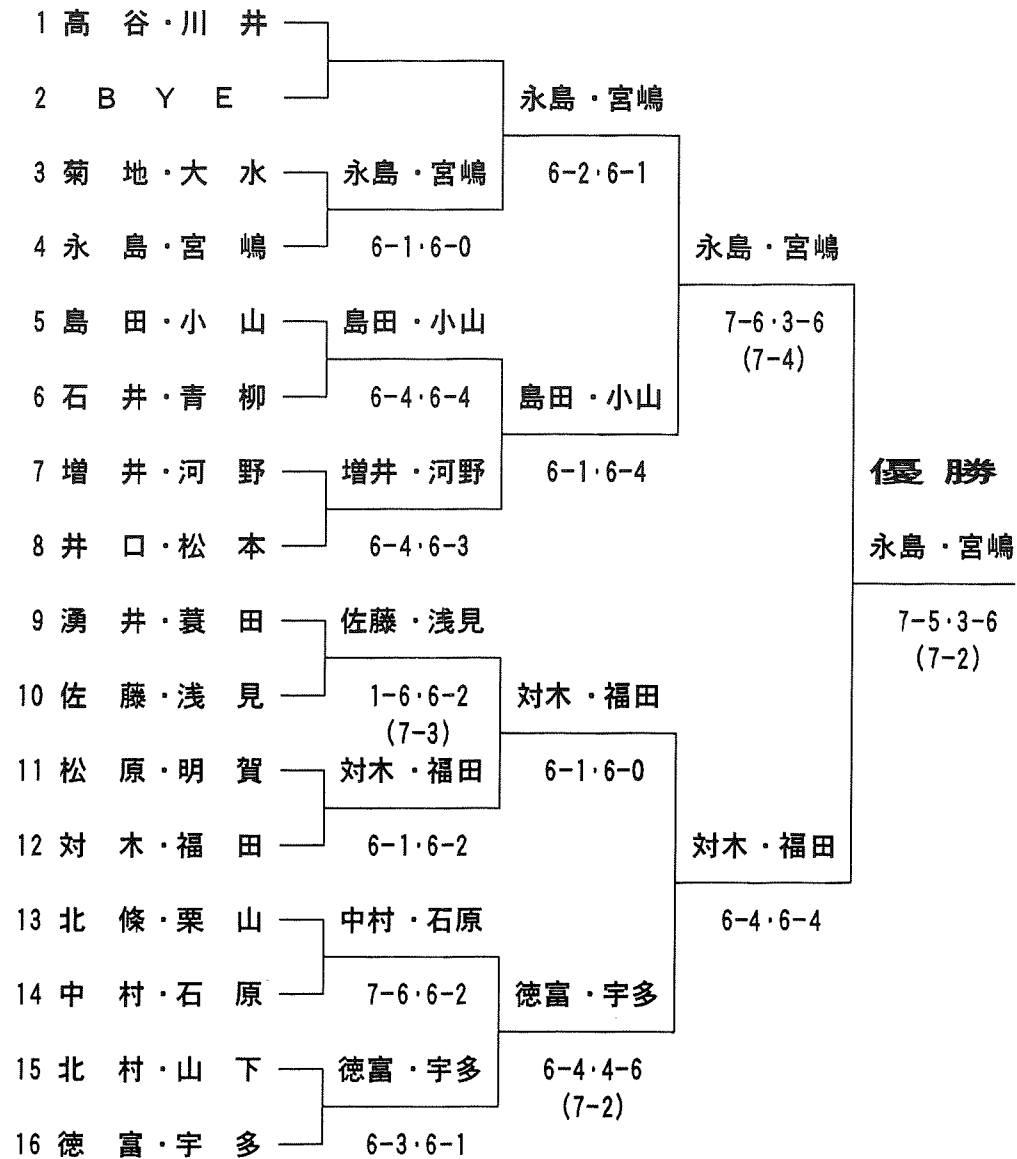 1 高谷・川井
2 BYE
永島・宮嶋
3 菊地・大水
永島・宮嶋
6-2・6-1
4 永島・宮嶋
6-1・6-0
永島・宮嶋
5 島田・小山
島田・小山
7-6・3-6
(7-4)
6 石井・青柳
6-4・6-4
島田・小山
7 増井・河野
増井・河野
6-1・6-4
優勝
8 井口・松本
6-4・6-3
永島・宮嶋
9 湧井・蓑田
佐藤・浅見
7-5・3-6
(7-2)
10 佐藤・浅見
1-6・6-2
(7-3)
対木・福田
11 松原・明賀
対木・福田
6-1・6-0
12 対木・福田
6-1・6-2
対木・福田
13 北條・栗山
中村・石原
6-4・6-4
14 中村・石原
7-6・6-2
徳富・宇多
15 北村・山下
徳富・宇多
6-4・4-6
(7-2)
16 徳富・宇多
6-3・6-1